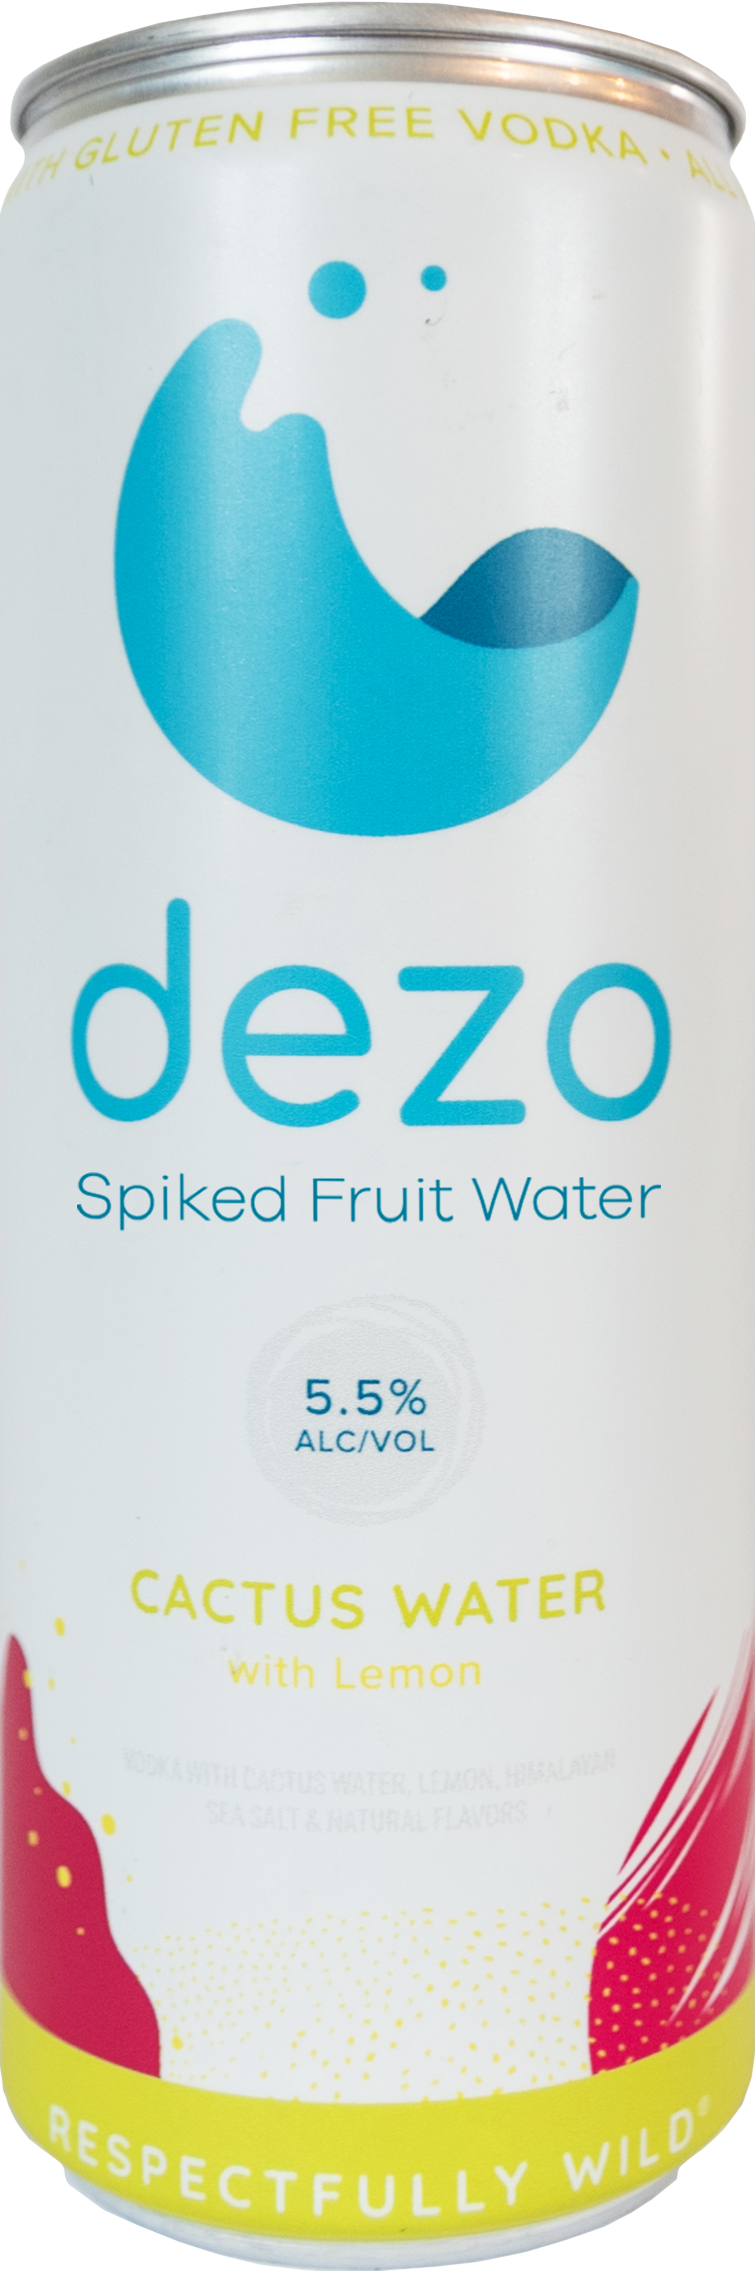 GLUTEN FREE VODKA •
dezo
Spiked Fruit Water
5.5%
ALC/VOL
CACTUS WATER
with Lemon
VODKA WITH CACTUS WATER, LEMON, HIMALAYAN
SEA SALT & NATURAL FLAVORS
RESPECTFULLY WILD®